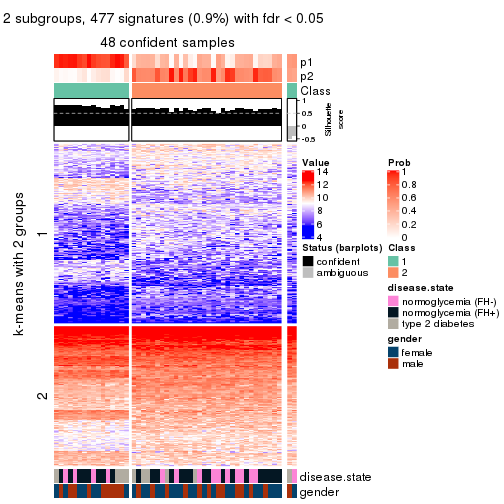 2 subgroups, 477 signatures (0.9%) with fdr < 0.05
48 confident samples
p1
p2
Class
1
0.5
0
-0.5
Silhouette
score
k-means with 2 groups
1
2
disease.state
gender
Value
14
12
10
8
6
4
Status (barplots)
confident
ambiguous
Prob
1
0.8
0.6
0.4
0.2
0
Class
1
2
disease.state
normoglycemia (FH-)
normoglycemia (FH+)
type 2 diabetes
gender
female
male